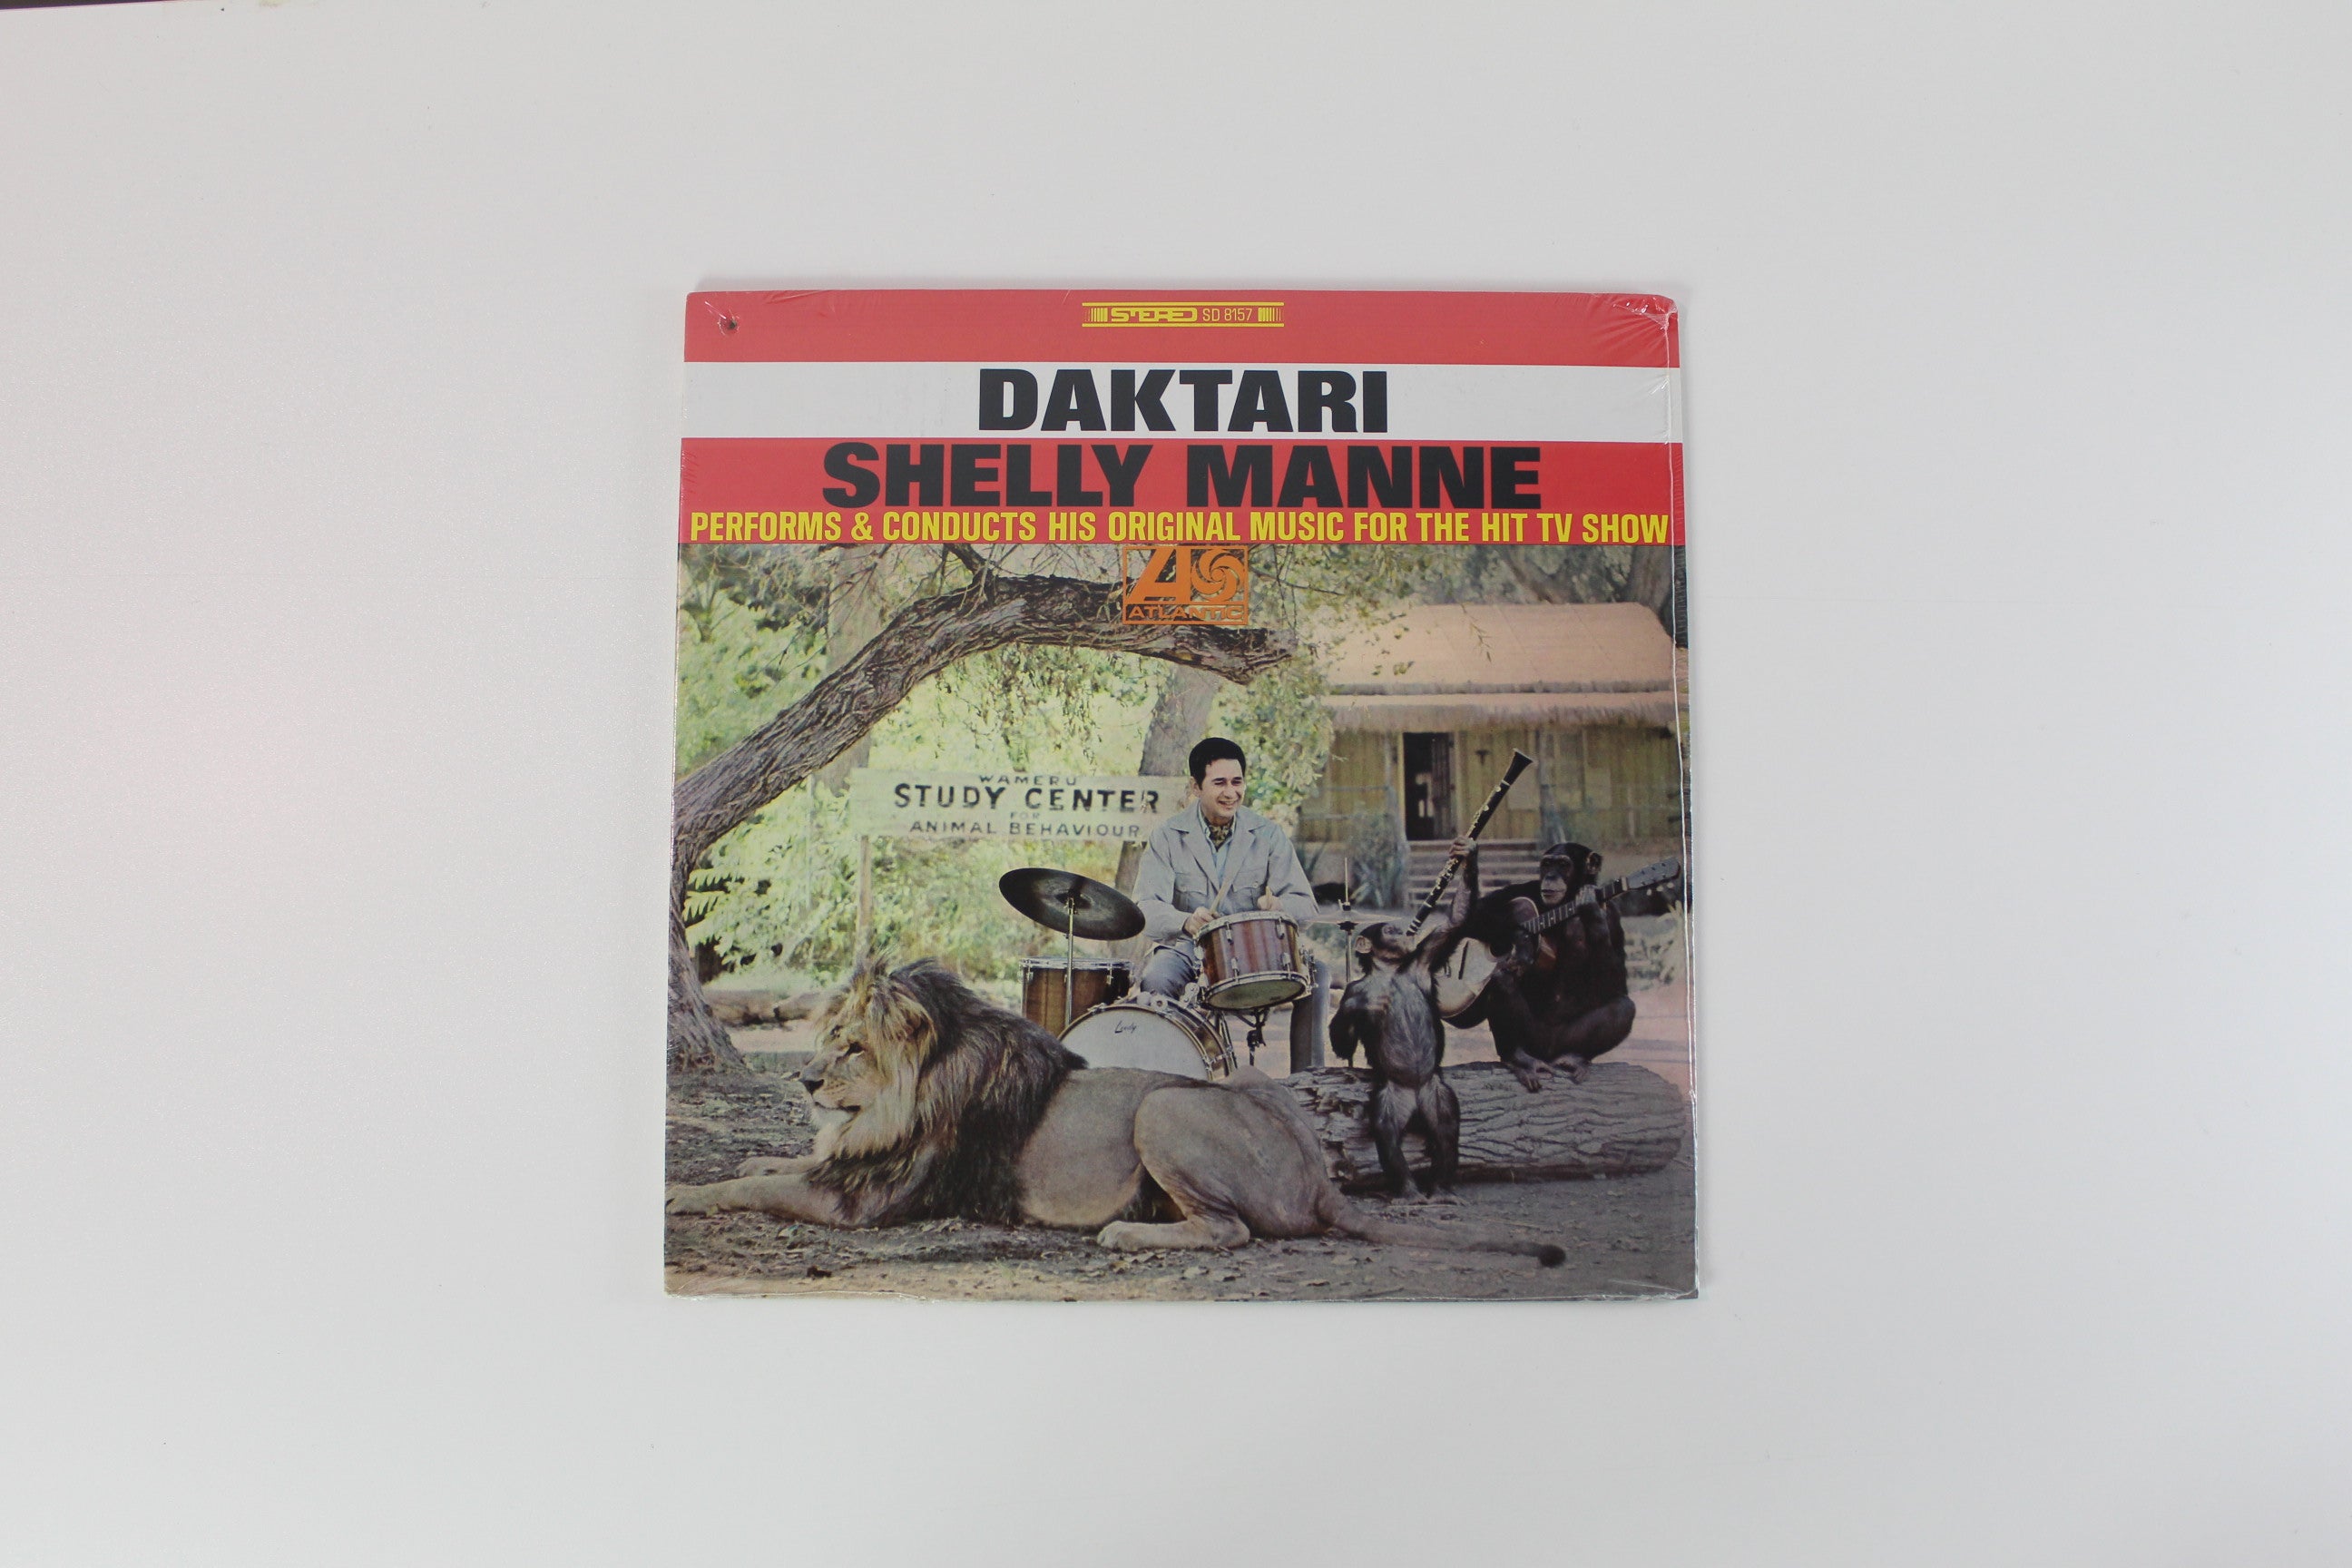 STEREO SD 8157
DAKTARI
SHELLY MANNE
PERFORMS & CONDUCTS HIS ORIGINAL MUSIC FOR THE HIT TV SHOW
ATLANTIC
WAMERU
STUDY CENTER
FOR
ANIMAL BEHAVIOUR
Leedy